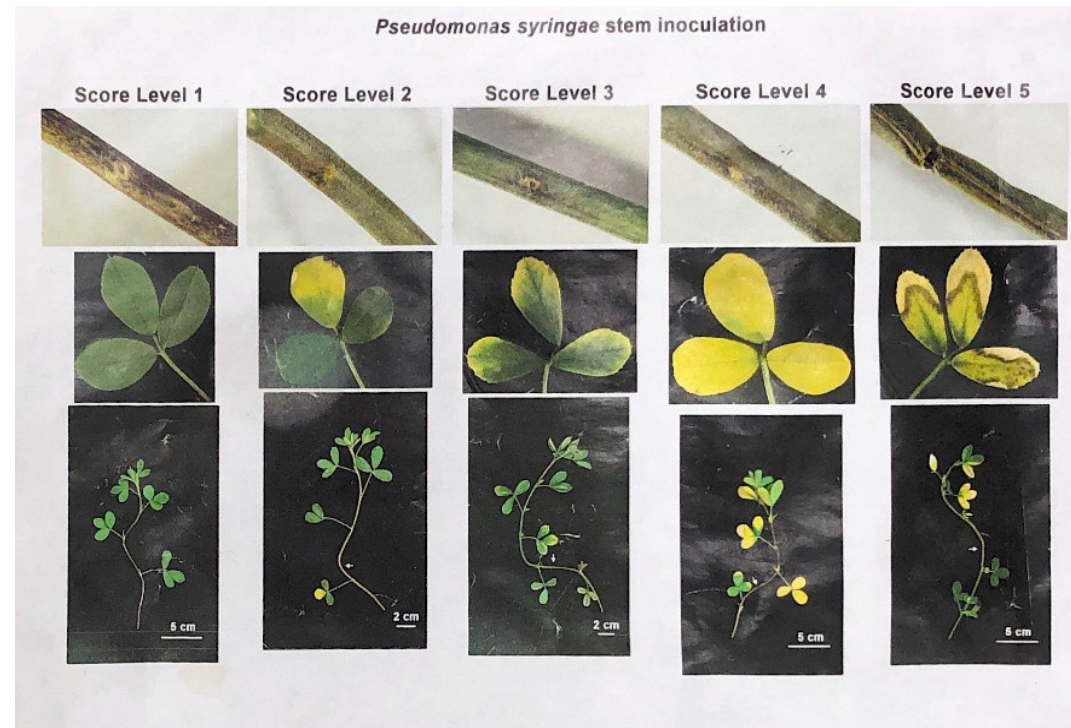 Pseudomonas syringae stem inoculation
Score Level 1 Score Level 2 Score Level 3 Score Level 4 Score Level 5
5 cm 2 cm 2 cm 5 cm 5 cm